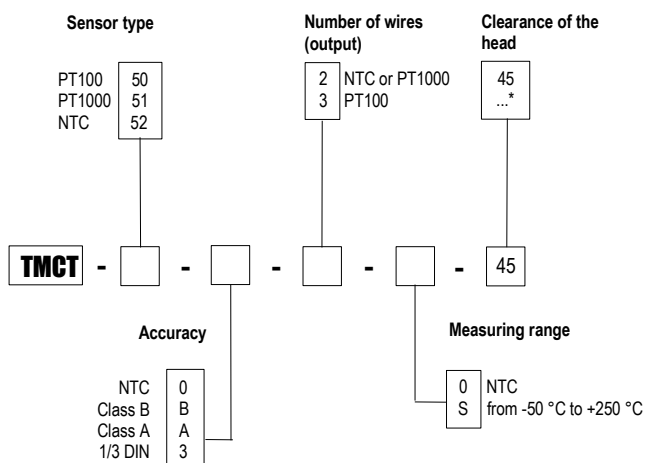 Sensor type
PT100 50
PT1000 51
NTC 52
Number of wires
(output)
2 NTC or PT1000
3 PT100
Clearance of the
head
45
...*
TMCT - - - - - 45
Accuracy
NTC 0
Class B B
Class A A
1/3 DIN 3
Measuring range
0 NTC
S from -50 °C to +250 °C